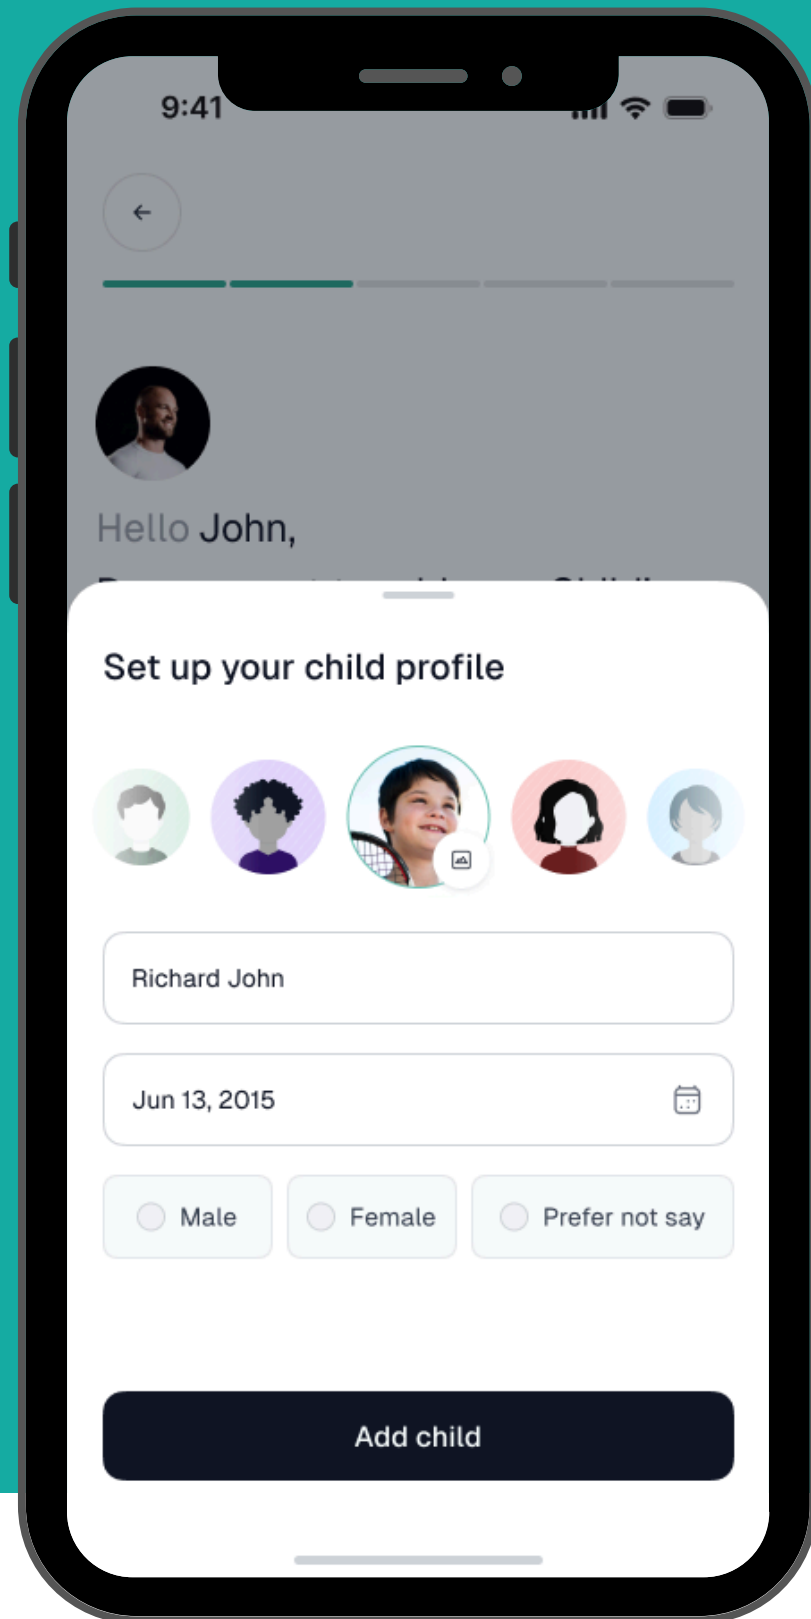 9:41
Hello John,
Set up your child profile
Richard John
Jun 13, 2015
Male
Female
Prefer not say
Add child